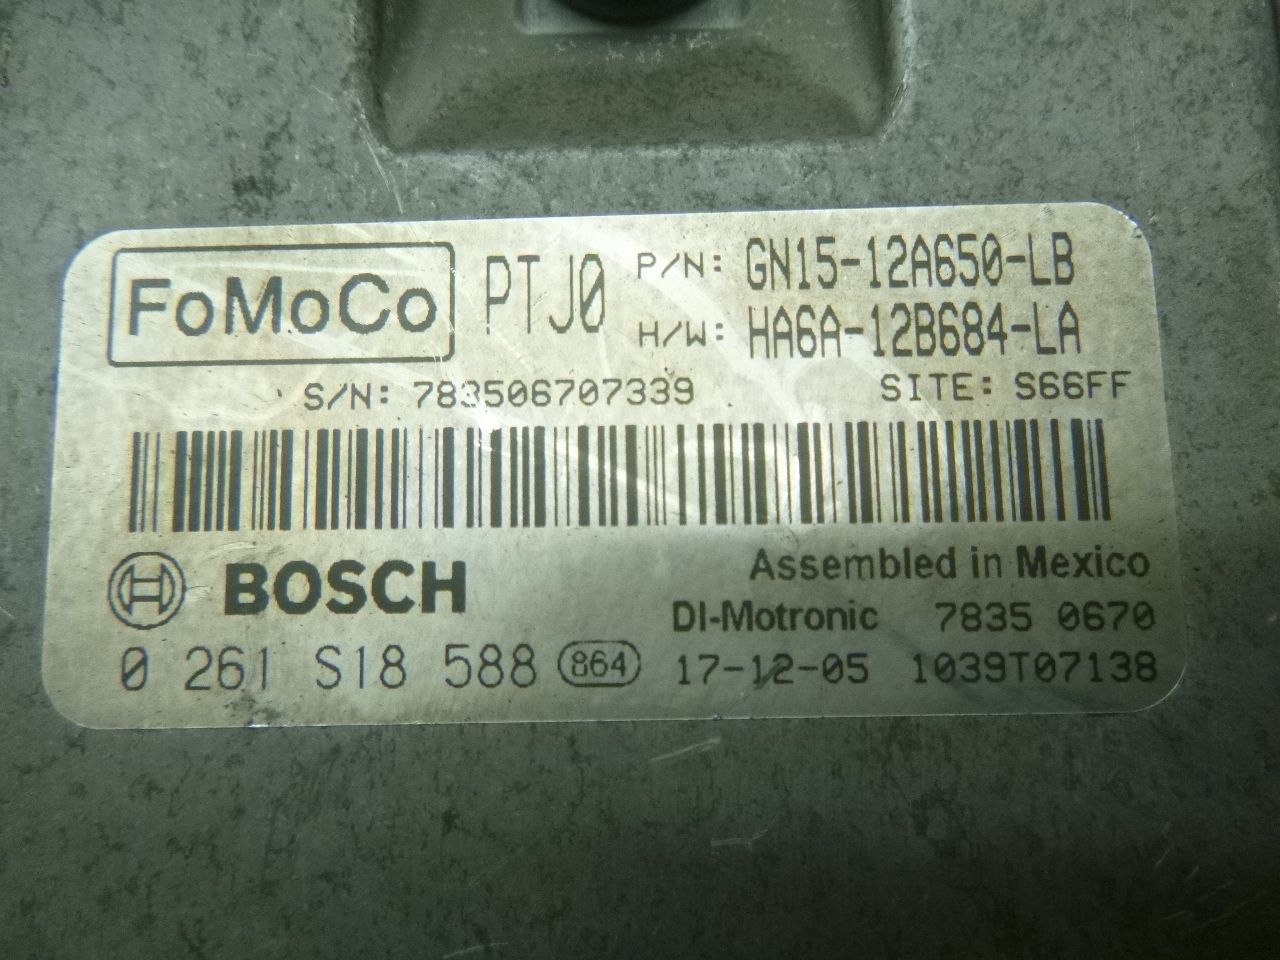 FoMoCo PTJ0 P/N: GN15-12A650-LB
H/W: HA6A-12B684-LA
S/N: 783506707339 SITE: S66FF
BOSCH Assembled in Mexico
DI-Motronic 7835 0670
0 261 S18 588 864 17-12-05 1039T07138